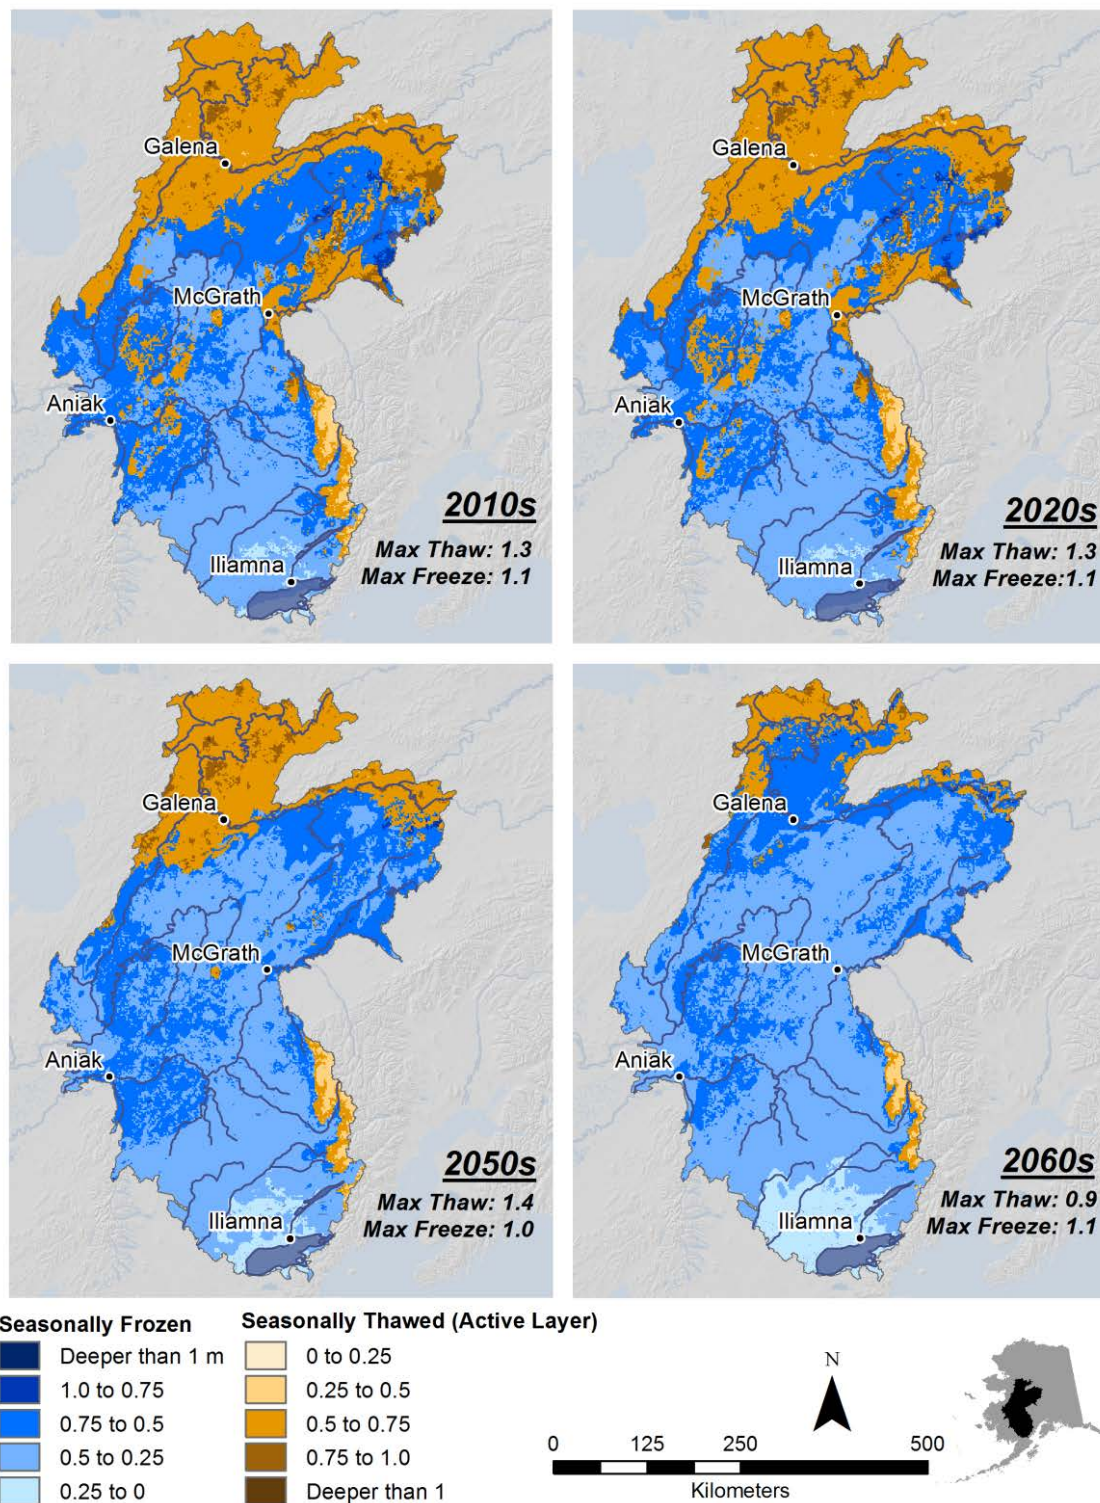 Galena
McGrath
Aniak
Iliamna
2010s
Max Thaw: 1.3
Max Freeze: 1.1
Galena
McGrath
Aniak
Iliamna
2020s
Max Thaw: 1.3
Max Freeze:1.1
Galena
McGrath
Aniak
Iliamna
2050s
Max Thaw: 1.4
Max Freeze: 1.0
Galena
McGrath
Aniak
Iliamna
2060s
Max Thaw: 0.9
Max Freeze: 1.1
Seasonally Frozen
Deeper than 1 m
1.0 to 0.75
0.75 to 0.5
0.5 to 0.25
0.25 to 0
Seasonally Thawed (Active Layer)
0 to 0.25
0.25 to 0.5
0.5 to 0.75
0.75 to 1.0
Deeper than 1
N
0 125 250 500
Kilometers